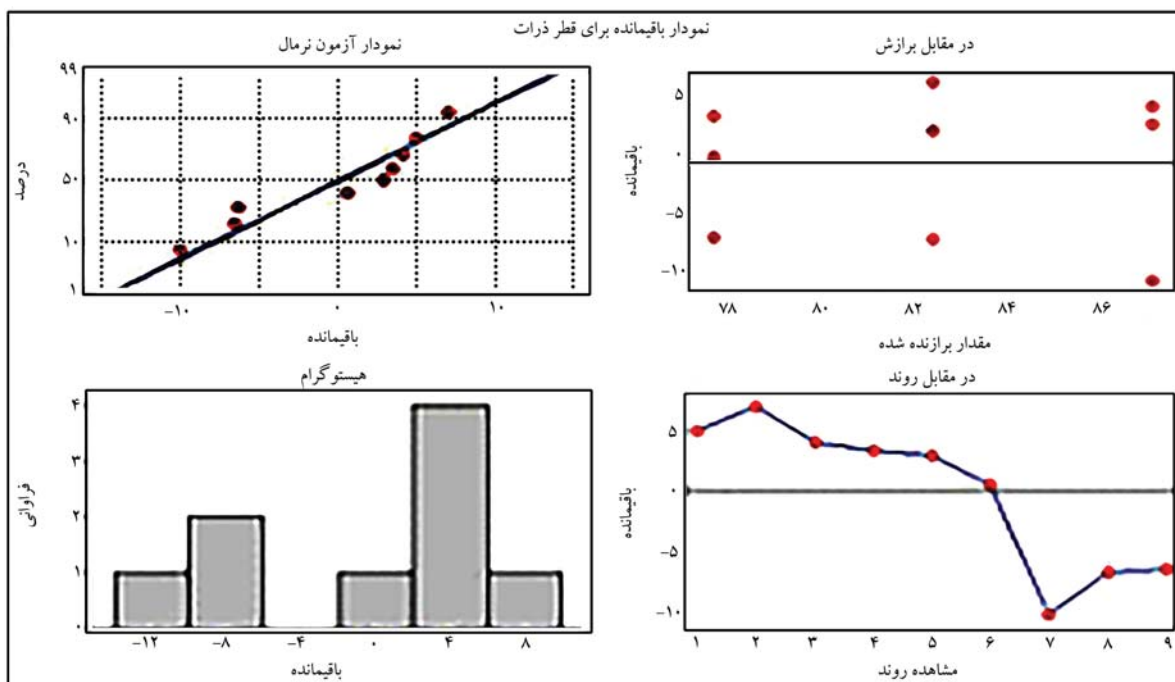 نمودار باقیمانده برای قطر ذرات
در مقابل برازش
۵
۰
-۵
-۱۰
باقیمانده
۷۸ ۸۰ ۸۲ ۸۴ ۸۶
مقدار برازنده شده
نمودار آزمون نرمال
۹۹
۹۰
۵۰
۱۰
۱
درصد
-۱۰ ۰ ۱۰
باقیمانده
در مقابل روند
۵
۰
-۵
-۱۰
باقیمانده
۱ ۲ ۳ ۴ ۵ ۶ ۷ ۸ ۹
مشاهده روند
هیستوگرام
۴
۳
۲
۱
۰
فراوانی
-۱۲ -۸ -۴ ۰ ۴ ۸
باقیمانده